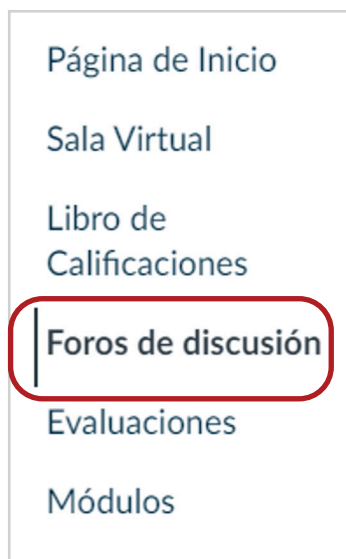 Página de Inicio
Sala Virtual
Libro de
Calificaciones
Foros de discusión
Evaluaciones
Módulos